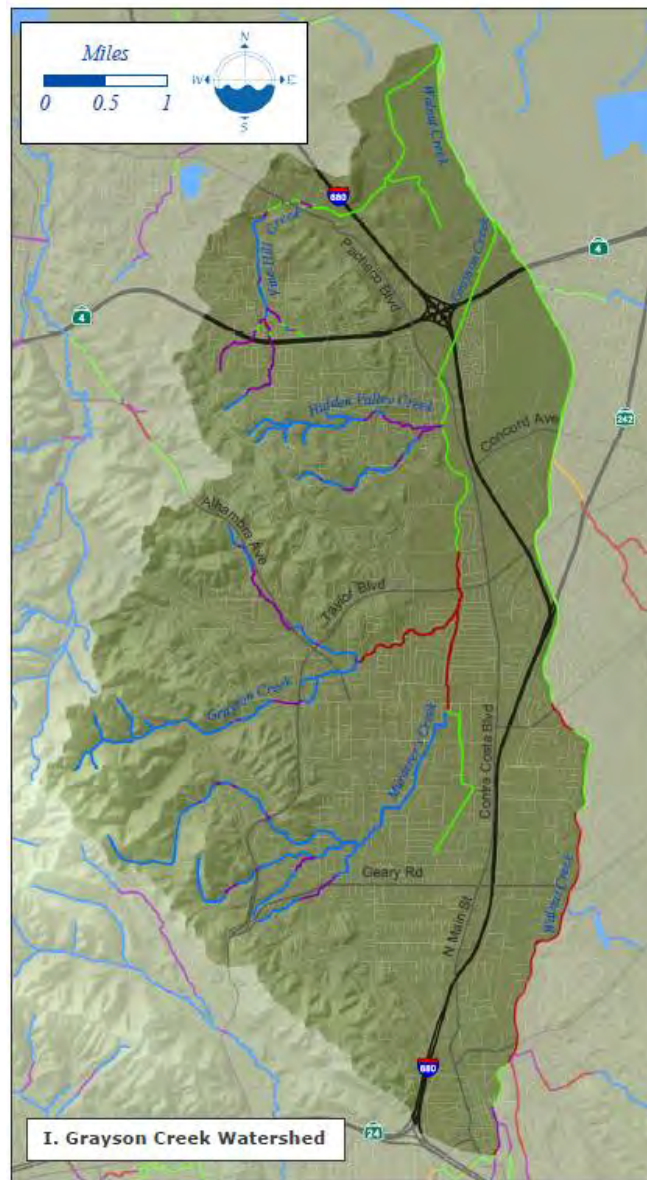 Miles
0 0.5 1
N
W E
S
Walnut Creek
680
Creek
Vine Hill
Pacheco Blvd
Grayson Creek
4
4
Hidden Valley Creek
Concord Ave
242
Alhambra Ave
Taylor Blvd
Grayson Creek
Murderer's Creek
Contra Costa Blvd
Geary Rd
Walnut Creek
N Main St
680
24
I. Grayson Creek Watershed